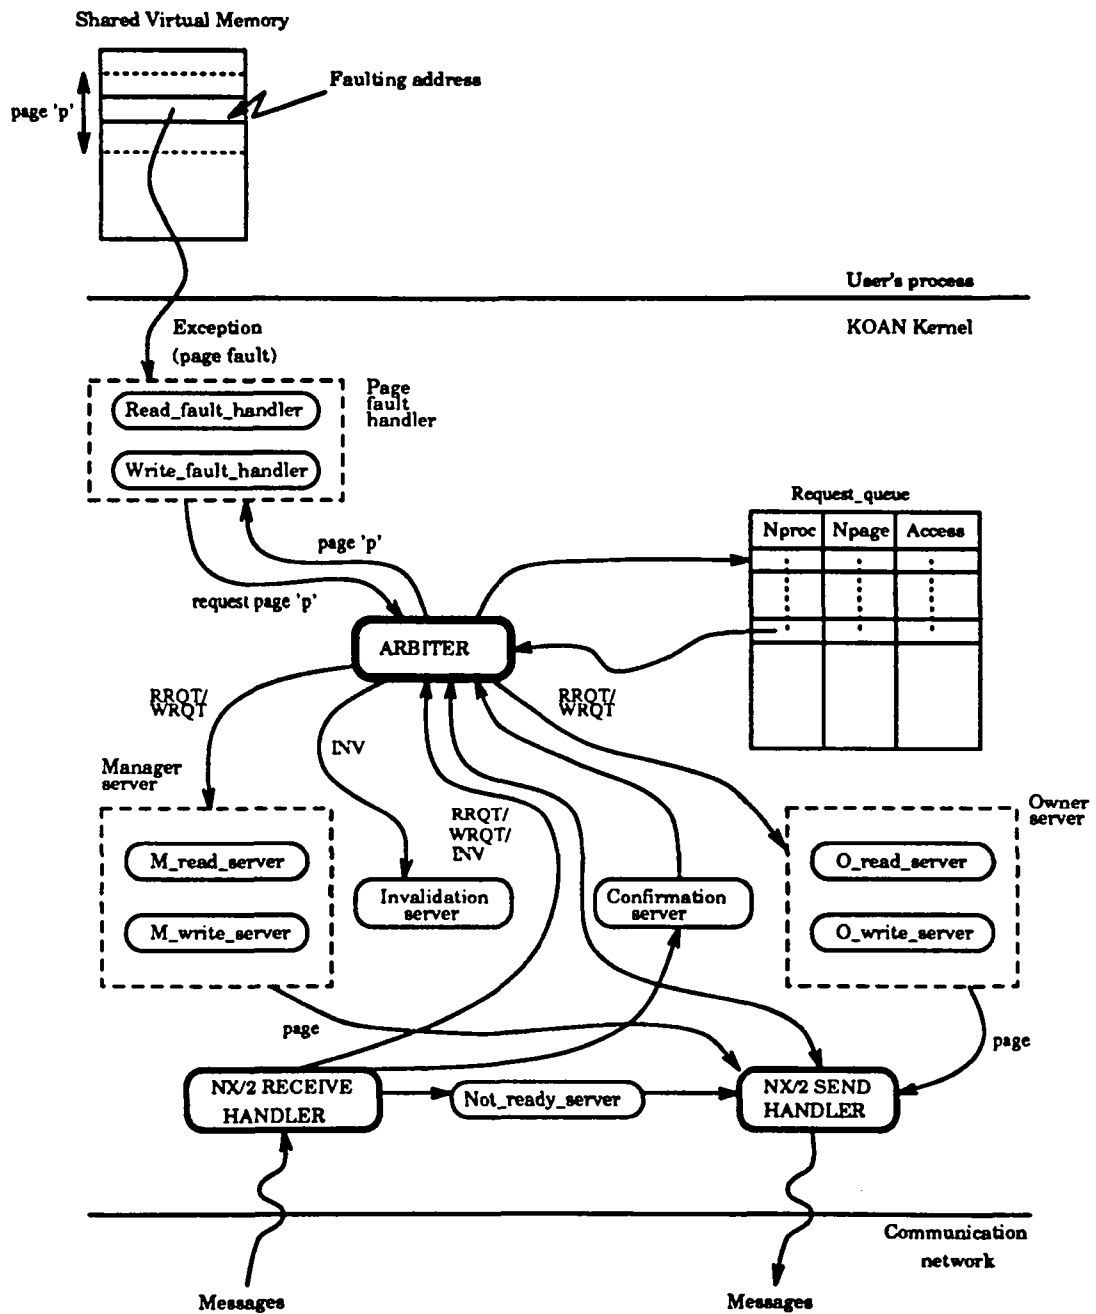 Shared Virtual Memory
Faulting address
page 'p'
User's process
KOAN Kernel
Exception
(page fault)
Page
fault
handler
Read_fault_handler
Write_fault_handler
Request_queue
Nproc Npage Access
page 'p'
request page 'p'
ARBITER
RRQT/
WRQT
RRQT/
WRQT
INV
Manager
server
RRQT/
WRQT/
INV
Owner
server
M_read_server
M_write_server
Invalidation
server
Confirmation
server
O_read_server
O_write_server
page
page
NX/2 RECEIVE
HANDLER
Not_ready_server
NX/2 SEND
HANDLER
Communication
network
Messages
Messages